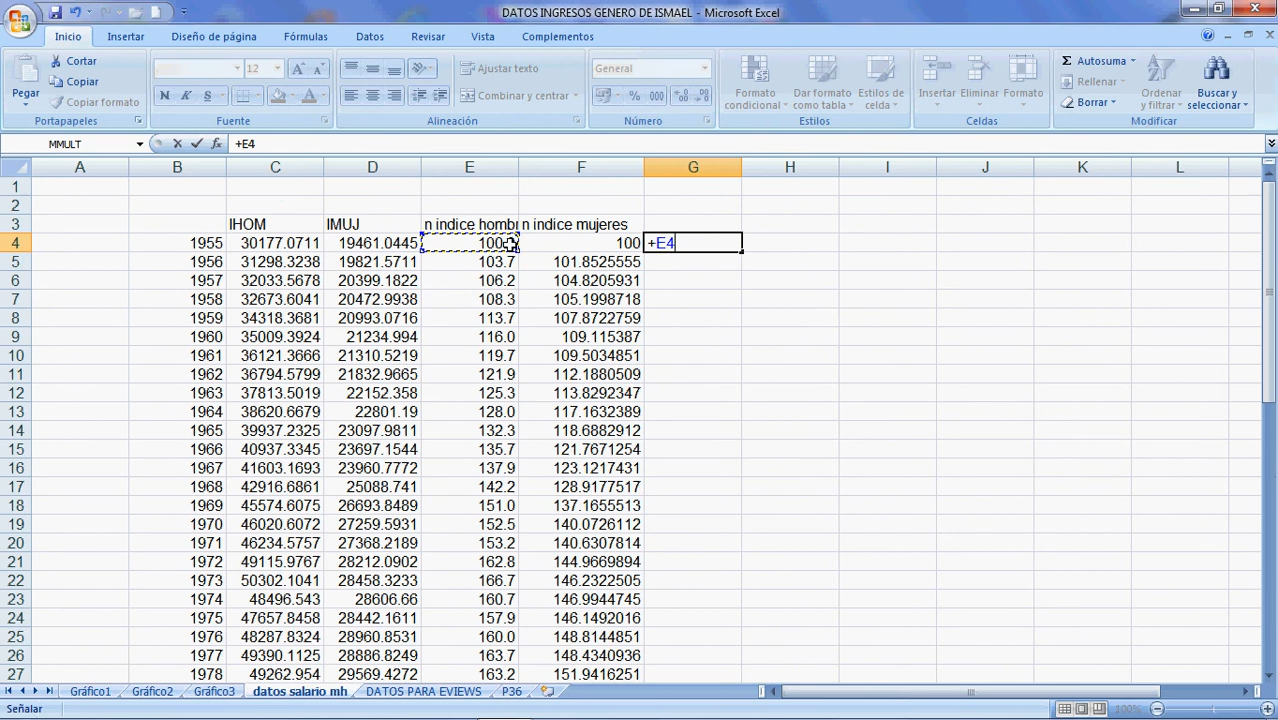 DATOS INGRESOS GENERO DE ISMAEL - Microsoft Excel
Inicio Insertar Diseño de página Fórmulas Datos Revisar Vista Complementos
Pegar
Cortar
Copiar
Copiar formato
Portapapeles
12
N K S
Fuente
Ajustar texto
Combinar y centrar
Alineación
General
% 000
Número
Formato condicional
Dar formato como tabla
Estilos de celda
Estilos
Insertar Eliminar Formato
Celdas
Autosuma
Rellenar
Borrar
Ordenar y filtrar
Buscar y seleccionar
Modificar
MMULT fx +E4
A B C D E F G H I J K L
1
2
3 IHOM IMUJ n indice hombr n indice mujeres
4 1955 30177.0711 19461.0445 100. 100 +E4
5 1956 31298.3238 19821.5711 103.7 101.8525555
6 1957 32033.5678 20399.1822 106.2 104.8205931
7 1958 32673.6041 20472.9938 108.3 105.1998718
8 1959 34318.3681 20993.0716 113.7 107.8722759
9 1960 35009.3924 21234.994 116.0 109.115387
10 1961 36121.3666 21310.5219 119.7 109.5034851
11 1962 36794.5799 21832.9665 121.9 112.1880509
12 1963 37813.5019 22152.358 125.3 113.8292347
13 1964 38620.6679 22801.19 128.0 117.1632389
14 1965 39937.2325 23097.9811 132.3 118.6882912
15 1966 40937.3345 23697.1544 135.7 121.7671254
16 1967 41603.1693 23960.7772 137.9 123.1217431
17 1968 42916.6861 25088.741 142.2 128.9177517
18 1969 45574.6075 26693.8489 151.0 137.1655513
19 1970 46020.6072 27259.5931 152.5 140.0726112
20 1971 46234.5757 27368.2189 153.2 140.6307814
21 1972 49115.9767 28212.0902 162.8 144.9669894
22 1973 50302.1041 28458.3233 166.7 146.2322505
23 1974 48496.543 28606.66 160.7 146.9944745
24 1975 47657.8458 28442.1611 157.9 146.1492016
25 1976 48287.8324 28960.8531 160.0 148.8144851
26 1977 49390.1125 28886.8249 163.7 148.4340936
27 1978 49262.954 29569.4272 163.2 151.9416251
Gráfico1 Gráfico2 Gráfico3 datos salario mh DATOS PARA EVIEWS P36
Señalar 100%